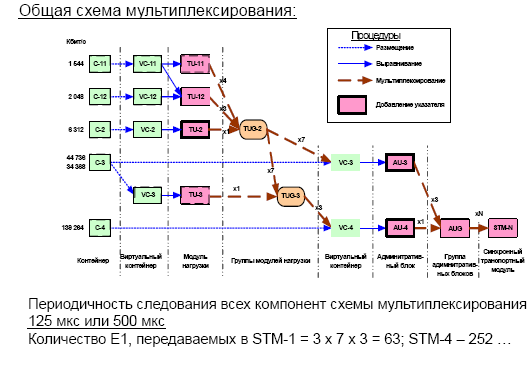 Общая схема мультиплексирования:
Кбит/с
Процедуры
Размещение
Выравнивание
Мультиплексирование
Добавление указателя
1 544
C-11
VC-11
TU-11
x4
2 048
C-12
VC-12
TU-12
x3
6 312
C-2
VC-2
TU-2
x1
TUG-2
x7
44 736
34 368
C-3
x7
VC-3
AU-3
VC-3
TU-3
x1
TUG-3
x3
x3
138 264
C-4
VC-4
AU-4
x1
AUG
xN
STM-N
Контейнер
Виртуальный контейнер
Модуль нагрузки
Группы модулей нагрузки
Виртуальный контейнер
Административ-ный блок
Группа административ-ных блоков
Синхронный транспортный модуль
Периодичность следования всех компонент схемы мультиплексирования
125 мкс или 500 мкс
Количество E1, передаваемых в STM-1 = 3 x 7 x 3 = 63; STM-4 – 252 …